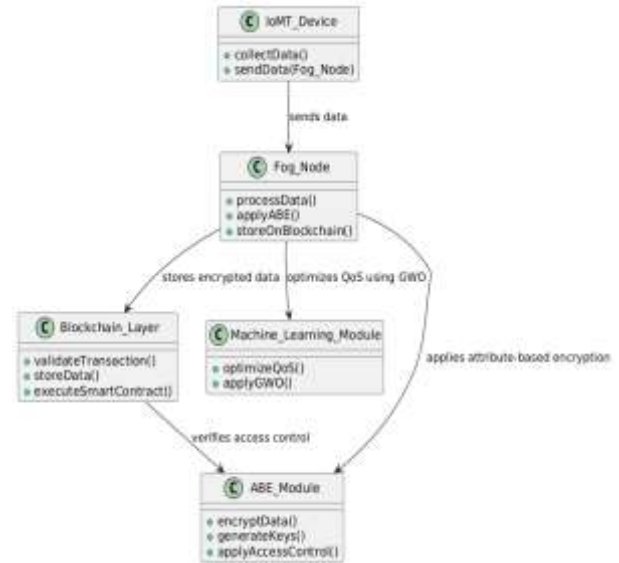 C IoMT_Device
collectData()
sendData(Fog_Node)
sends data
C Fog_Node
processData()
applyABE()
storeOnBlockchain()
stores encrypted data
optimizes QoS using GWO
C Blockchain_Layer
validateTransection()
storeData()
executeSmartContract()
C Machine_Learning_Module
optimizeQoS()
applyGWO()
applies attribute-based encryption
verifies access control
C ABE_Module
encryptData()
generateKeys()
applyAccessControl()